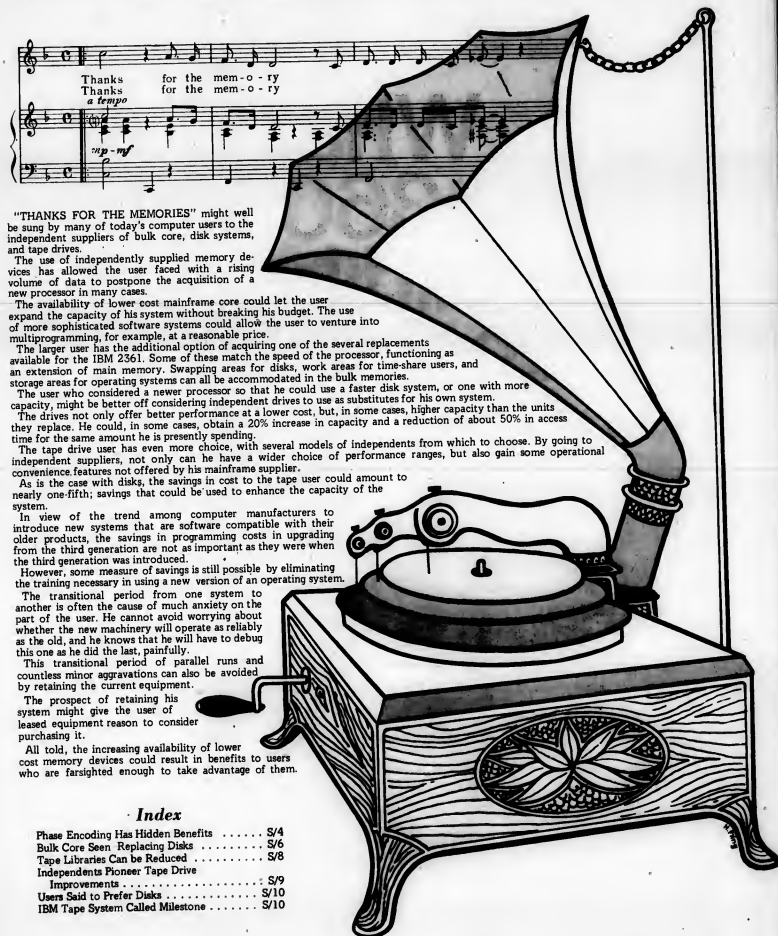 Thanks for the mem-o-ry
Thanks for the mem-o-ry
a tempo
mp-mf
"THANKS FOR THE MEMORIES" might well
be sung by many of today's computer users to the
independent suppliers of bulk core, disk systems,
and tape drives.
The use of independently supplied memory de-
vices has allowed the user faced with a rising
volume of data to postpone the acquisition of a
new processor in many cases.
The availability of lower cost mainframe core could let the user
expand the capacity of his system without breaking his budget. The use
of more sophisticated software systems could allow the user to venture into
multiprogramming, for example, at a reasonable price.
The larger user has the additional option of acquiring one of the several replacements
available for the IBM 2361. Some of these match the speed of the processor, functioning as
an extension of main memory. Swapping areas for disks, work areas for time-share users, and
storage areas for operating systems can all be accommodated in the bulk memories.
The user who considered a newer processor so that he could use a faster disk system, or one with more
capacity, might be better off considering independent drives to use as substitutes for his own system.
The drives not only offer better performance at a lower cost, but, in some cases, higher capacity than the units
they replace. He could, in some cases, obtain a 20% increase in capacity and a reduction of about 50% in access
time for the same amount he is presently spending.
The tape drive user has even more choice, with several models of independents from which to choose. By going to
independent suppliers, not only can he have a wider choice of performance ranges, but also gain some operational
convenience features not offered by his mainframe supplier.
As is the case with disks, the savings in cost to the tape user could amount to
nearly one-fifth; savings that could be used to enhance the capacity of the
system.
In view of the trend among computer manufacturers to
introduce new systems that are software compatible with their
older products, the savings in programming costs in upgrading
from the third generation are not as important as they were when
the third generation was introduced.
However, some measure of savings is still possible by eliminating
the training necessary in using a new version of an operating system.
The transitional period from one system to
another is often the cause of much anxiety on the
part of the user. He cannot avoid worrying about
whether the new machinery will operate as reliably
as the old, and he knows that he will have to debug
this one as he did the last, painfully.
This transitional period of parallel runs and
countless minor aggravations can also be avoided
by retaining the current equipment.
The prospect of retaining his
system might give the user of
leased equipment reason to consider
purchasing it.
All told, the increasing availability of lower
cost memory devices could result in benefits to users
who are farsighted enough to take advantage of them.
Index
Phase Encoding Has Hidden Benefits ...... S/4
Bulk Core Seen Replacing Disks .......... S/6
Tape Libraries Can be Reduced .......... S/8
Independents Pioneer Tape Drive
Improvements ..................... S/9
Users Said to Prefer Disks .............. S/10
IBM Tape System Called Milestone ....... S/10